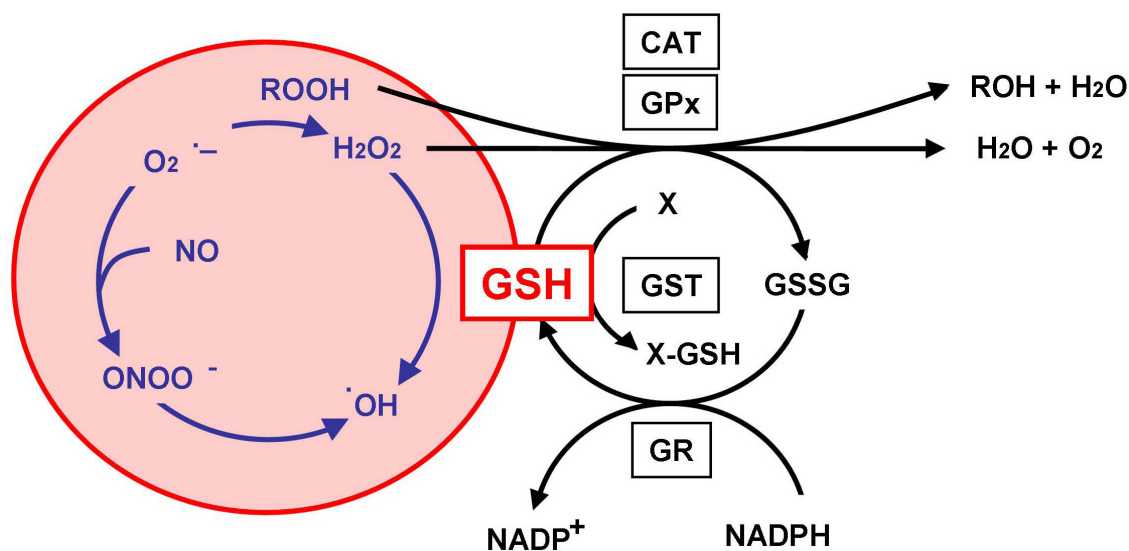 CAT
ROOH
GPx
ROH + H₂O
O₂ ·–
H₂O₂
H₂O + O₂
X
NO
GSH
GST
GSSG
X-GSH
ONOO -
·OH
GR
NADP⁺
NADPH